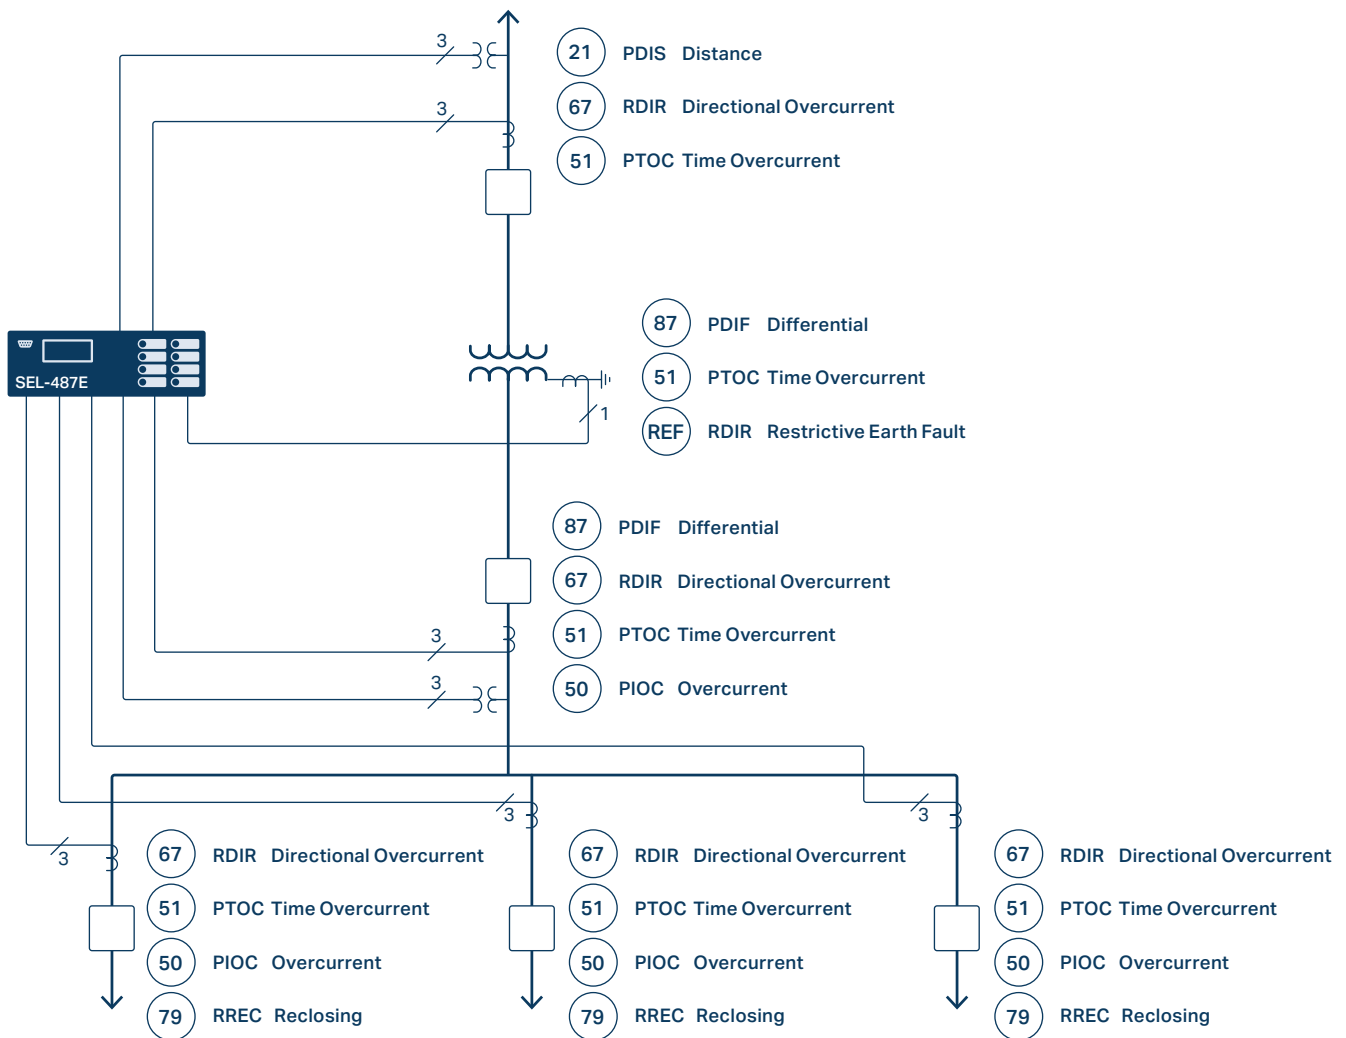 3
21 PDIS Distance
3
67 RDIR Directional Overcurrent
51 PTOC Time Overcurrent
87 PDIF Differential
SEL-487E
51 PTOC Time Overcurrent
1
REF RDIR Restrictive Earth Fault
87 PDIF Differential
67 RDIR Directional Overcurrent
3
51 PTOC Time Overcurrent
3
50 PIOC Overcurrent
3
3
3
67 RDIR Directional Overcurrent
51 PTOC Time Overcurrent
50 PIOC Overcurrent
79 RREC Reclosing
67 RDIR Directional Overcurrent
51 PTOC Time Overcurrent
50 PIOC Overcurrent
79 RREC Reclosing
67 RDIR Directional Overcurrent
51 PTOC Time Overcurrent
50 PIOC Overcurrent
79 RREC Reclosing